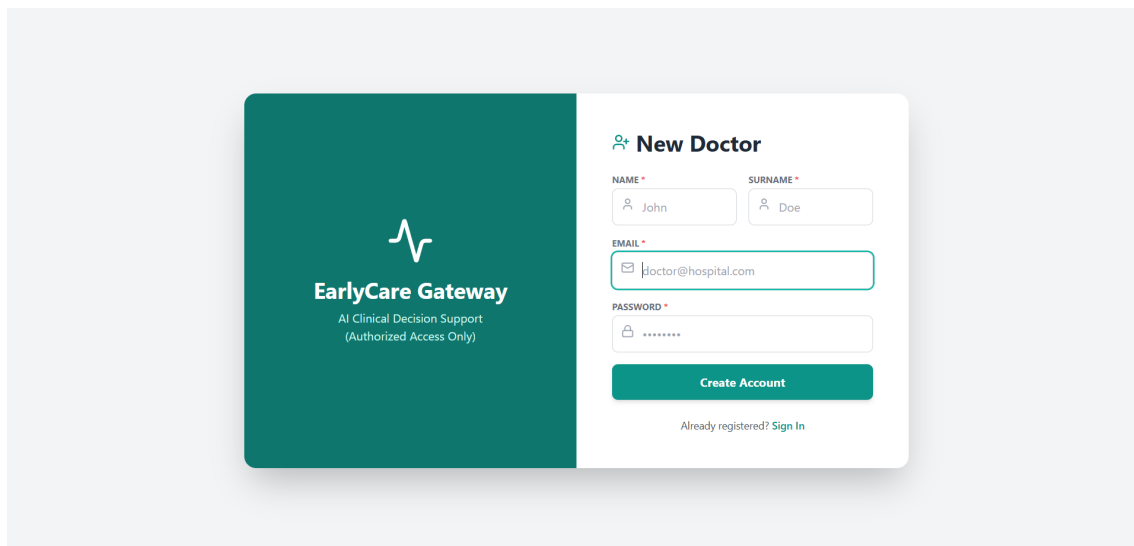 EarlyCare Gateway
AI Clinical Decision Support
(Authorized Access Only)
New Doctor
NAME *
SURNAME *
John
Doe
EMAIL *
doctor@hospital.com
PASSWORD *
••••••••
Create Account
Already registered? Sign In